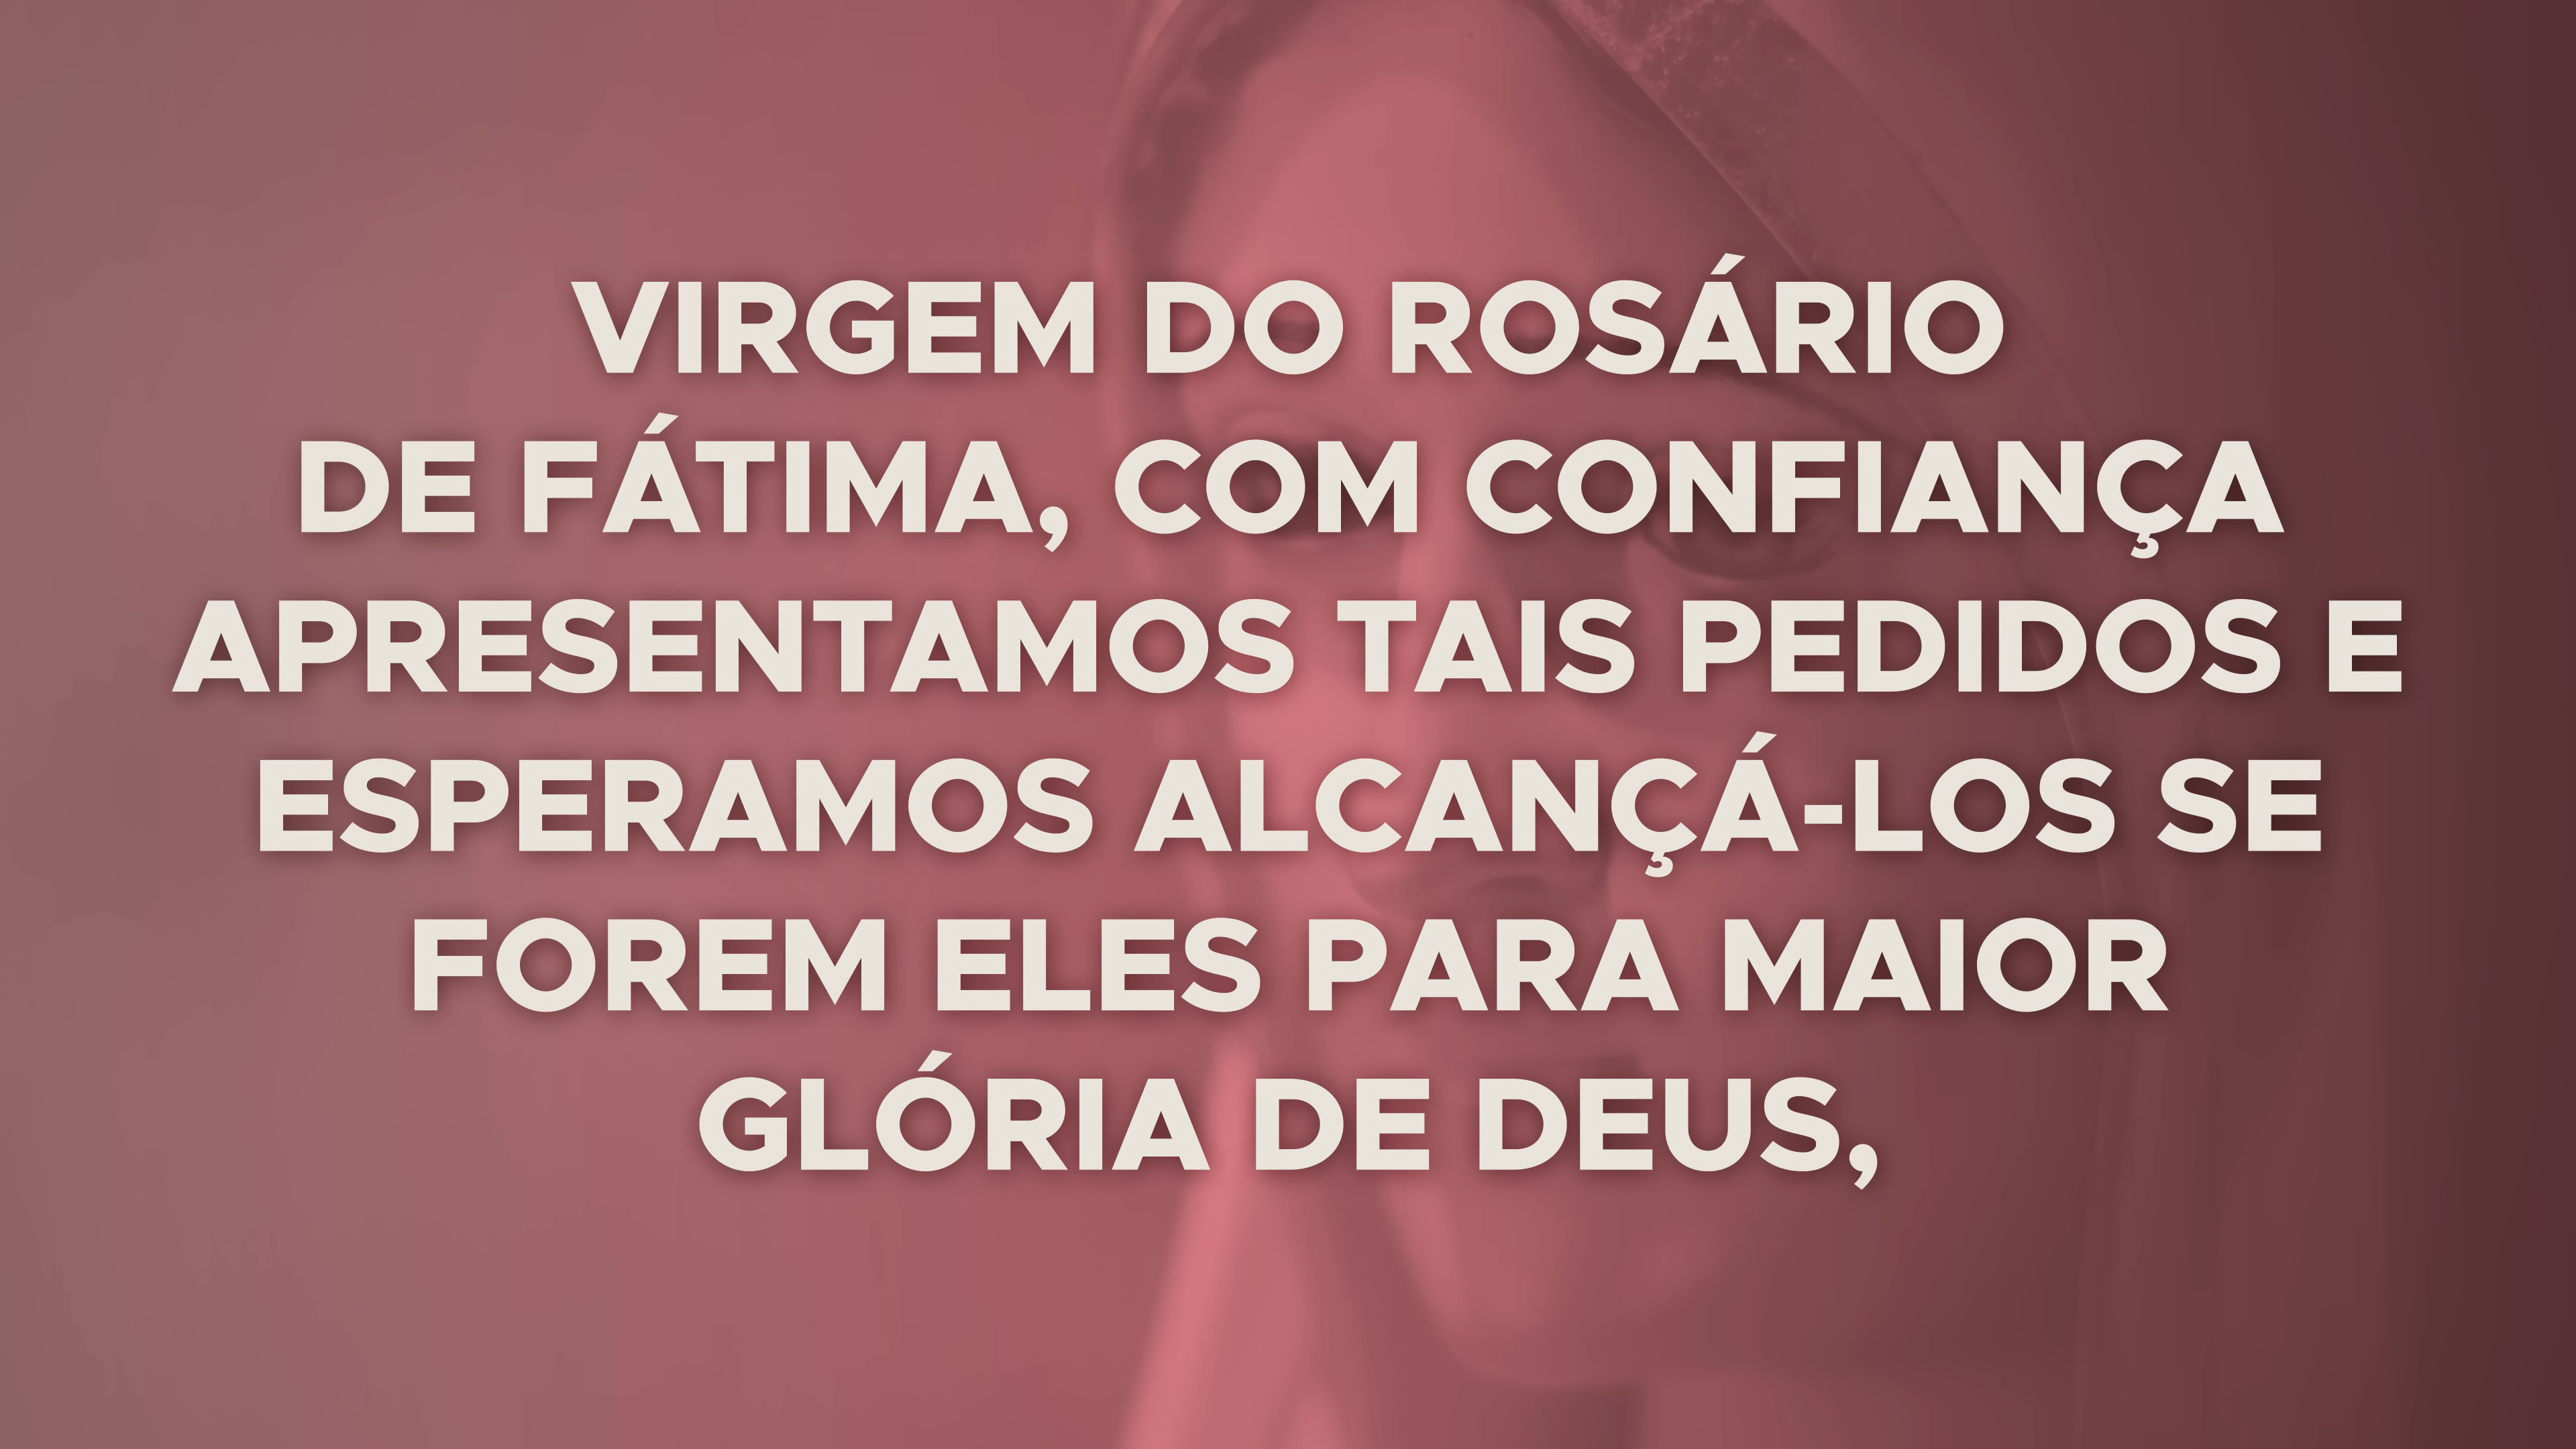 VIRGEM DO ROSÁRIO
DE FÁTIMA, COM CONFIANÇA
APRESENTAMOS TAIS PEDIDOS E
ESPERAMOS ALCANÇÁ-LOS SE
FOREM ELES PARA MAIOR
GLÓRIA DE DEUS,